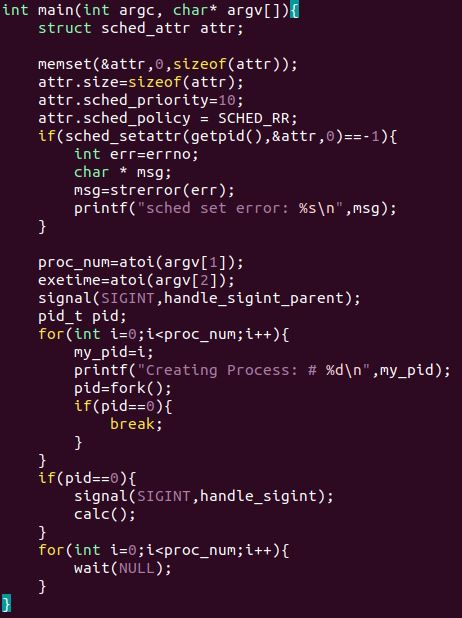 int main(int argc, char* argv[]){
    struct sched_attr attr;

    memset(&attr,0,sizeof(attr));
    attr.size=sizeof(attr);
    attr.sched_priority=10;
    attr.sched_policy = SCHED_RR;
    if(sched_setattr(getpid(),&attr,0)==-1){
        int err=errno;
        char * msg;
        msg=strerror(err);
        printf("sched set error: %s\n",msg);
    }

    proc_num=atoi(argv[1]);
    exetime=atoi(argv[2]);
    signal(SIGINT,handle_sigint_parent);
    pid_t pid;
    for(int i=0;i<proc_num;i++){
        my_pid=i;
        printf("Creating Process: # %d\n",my_pid);
        pid=fork();
        if(pid==0){
            break;
        }
    }
    if(pid==0){
        signal(SIGINT,handle_sigint);
        calc();
    }
    for(int i=0;i<proc_num;i++){
        wait(NULL);
    }
}